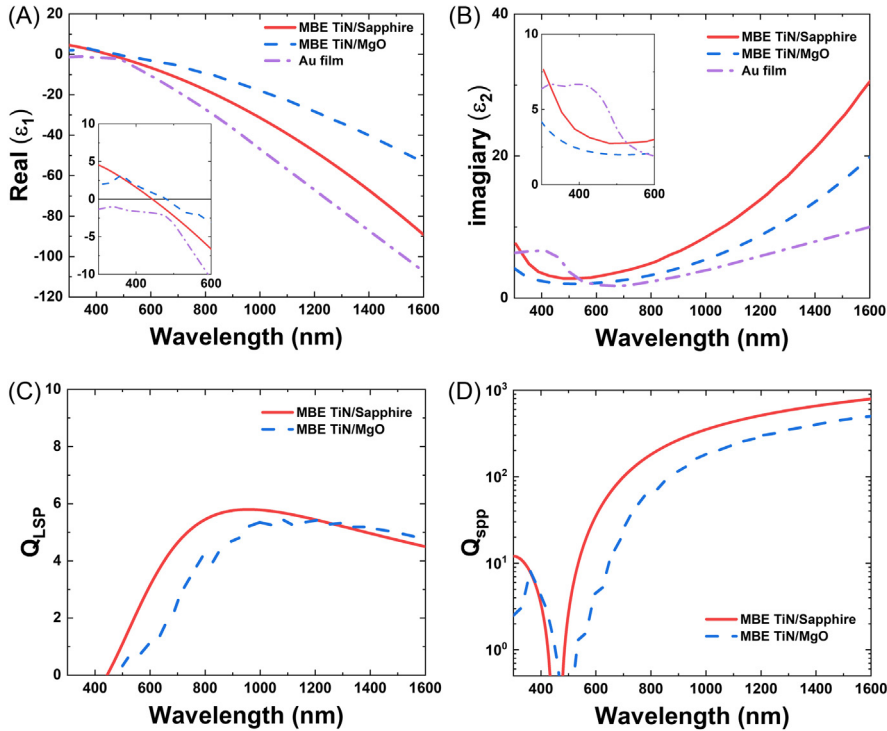 (A)
MBE TiN/Sapphire
MBE TiN/MgO
Au film
20
0
-20
-40
-60
-80
-100
-120
Real (ε1)
10
5
0
-5
-10
400 600
400 600 800 1000 1200 1400 1600
Wavelength (nm)
(B)
MBE TiN/Sapphire
MBE TiN/MgO
Au film
40
20
0
imagiary (ε2)
10
5
0
400 600
400 600 800 1000 1200 1400 1600
Wavelength (nm)
(C)
MBE TiN/Sapphire
MBE TiN/MgO
10
8
6
4
2
0
QLSP
400 600 800 1000 1200 1400 1600
Wavelength (nm)
(D)
10³
10²
10¹
10⁰
Qspp
MBE TiN/Sapphire
MBE TiN/MgO
400 600 800 1000 1200 1400 1600
Wavelength (nm)